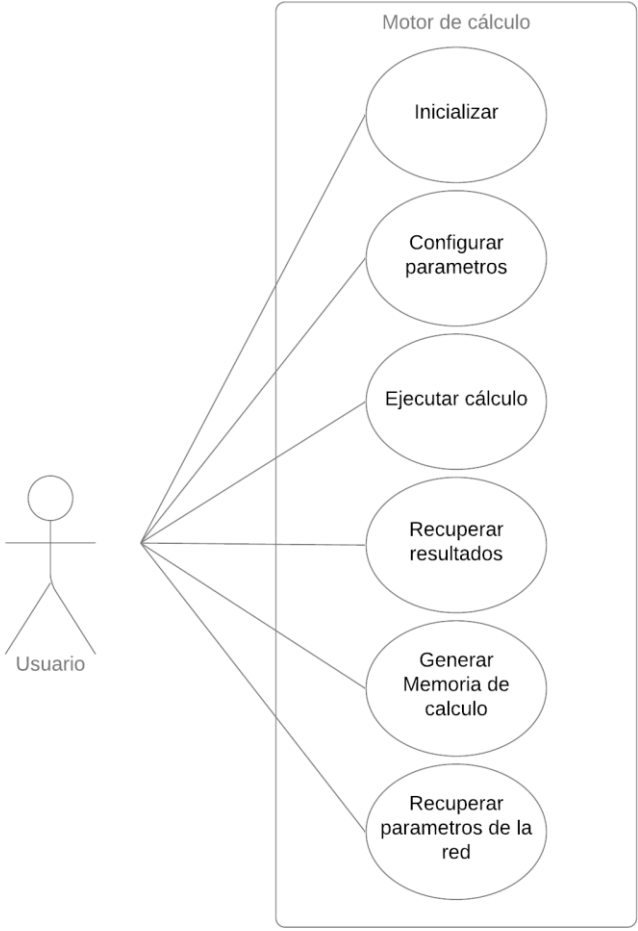 Motor de cálculo
Inicializar
Configurar
parametros
Ejecutar cálculo
Recuperar
resultados
Usuario
Generar
Memoria de
calculo
Recuperar
parametros de la
red